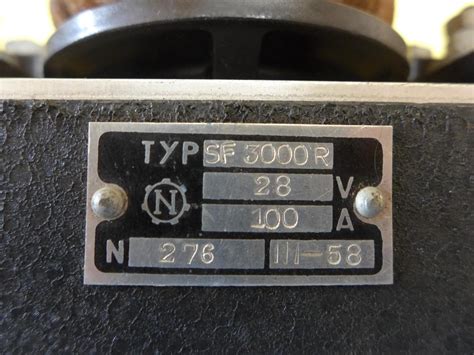 TYP SF 3000 R
N 28 V
100 A
N 276 III-58